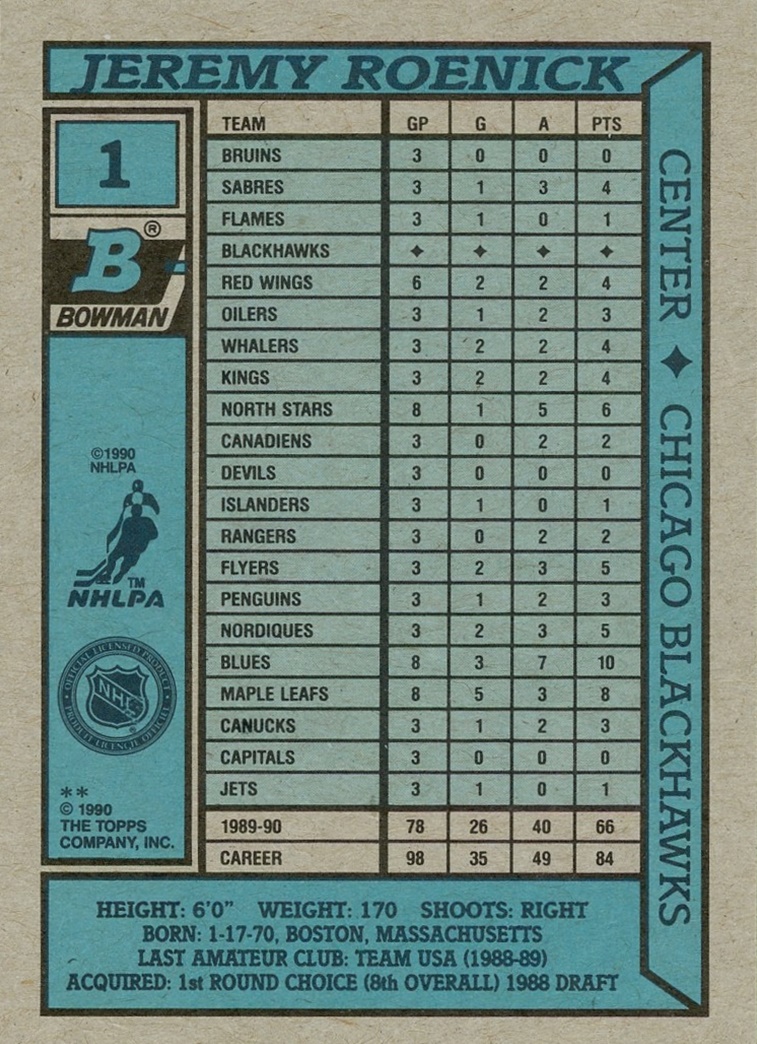 JEREMY ROENICK
1
B®
BOWMAN
©1990
NHLPA
TM
NHLPA
OFFICIAL LICENSED PRODUCT
NHL
®
PRODUIT LICENCIÉ OFFICIEL
**
© 1990
THE TOPPS
COMPANY, INC.
TEAM GP G A PTS
BRUINS 3 0 0 0
SABRES 3 1 3 4
FLAMES 3 1 0 1
BLACKHAWKS ✦ ✦ ✦ ✦
RED WINGS 6 2 2 4
OILERS 3 1 2 3
WHALERS 3 2 2 4
KINGS 3 2 2 4
NORTH STARS 8 1 5 6
CANADIENS 3 0 2 2
DEVILS 3 0 0 0
ISLANDERS 3 1 0 1
RANGERS 3 0 2 2
FLYERS 3 2 3 5
PENGUINS 3 1 2 3
NORDIQUES 3 2 3 5
BLUES 8 3 7 10
MAPLE LEAFS 8 5 3 8
CANUCKS 3 1 2 3
CAPITALS 3 0 0 0
JETS 3 1 0 1
1989-90 78 26 40 66
CAREER 98 35 49 84
CENTER ✦ CHICAGO BLACKHAWKS
HEIGHT: 6'0" WEIGHT: 170 SHOOTS: RIGHT
BORN: 1-17-70, BOSTON, MASSACHUSETTS
LAST AMATEUR CLUB: TEAM USA (1988-89)
ACQUIRED: 1st ROUND CHOICE (8th OVERALL) 1988 DRAFT